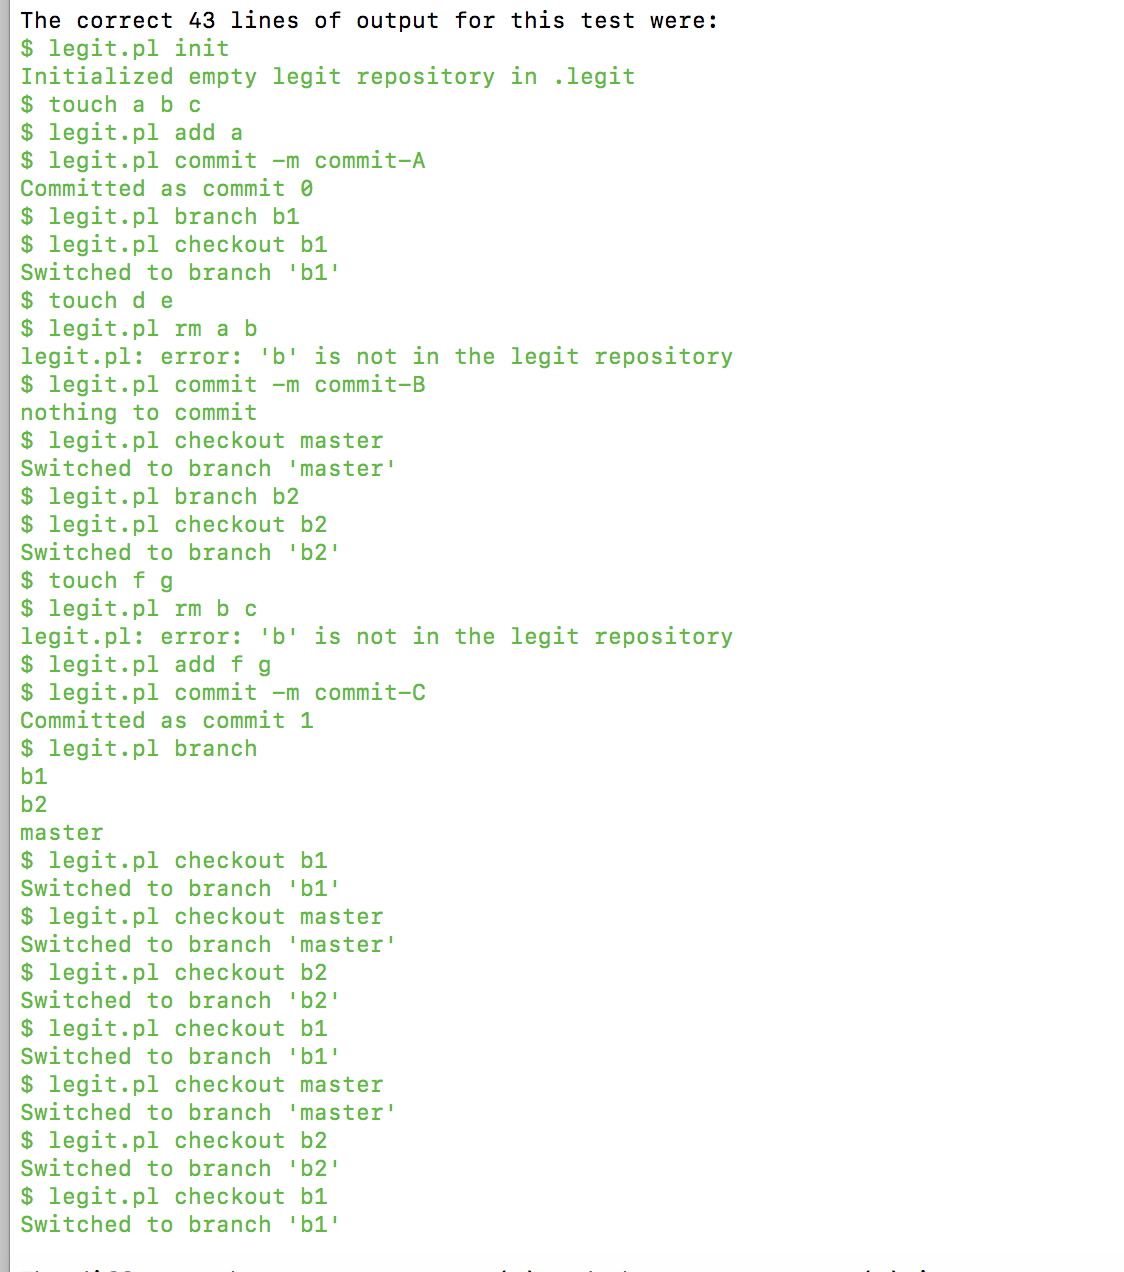 The correct 43 lines of output for this test were:
$ legit.pl init
Initialized empty legit repository in .legit
$ touch a b c
$ legit.pl add a
$ legit.pl commit -m commit-A
Committed as commit 0
$ legit.pl branch b1
$ legit.pl checkout b1
Switched to branch 'b1'
$ touch d e
$ legit.pl rm a b
legit.pl: error: 'b' is not in the legit repository
$ legit.pl commit -m commit-B
nothing to commit
$ legit.pl checkout master
Switched to branch 'master'
$ legit.pl branch b2
$ legit.pl checkout b2
Switched to branch 'b2'
$ touch f g
$ legit.pl rm b c
legit.pl: error: 'b' is not in the legit repository
$ legit.pl add f g
$ legit.pl commit -m commit-C
Committed as commit 1
$ legit.pl branch
b1
b2
master
$ legit.pl checkout b1
Switched to branch 'b1'
$ legit.pl checkout master
Switched to branch 'master'
$ legit.pl checkout b2
Switched to branch 'b2'
$ legit.pl checkout b1
Switched to branch 'b1'
$ legit.pl checkout master
Switched to branch 'master'
$ legit.pl checkout b2
Switched to branch 'b2'
$ legit.pl checkout b1
Switched to branch 'b1'